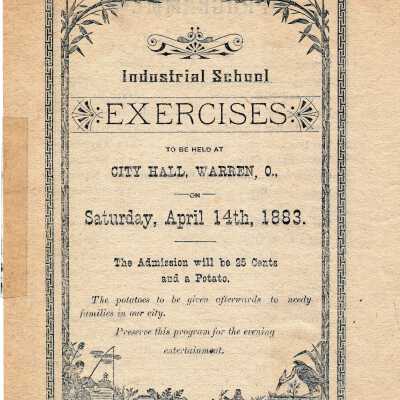 Industrial School
EXERCISES
TO BE HELD AT
CITY HALL, WARREN, O.,
ON
Saturday, April 14th, 1883.
The Admission will be 25 Cents
and a Potato.
The potatoes to be given afterwards to needy
families in our city.
Preserve this program for the evening
entertainment.